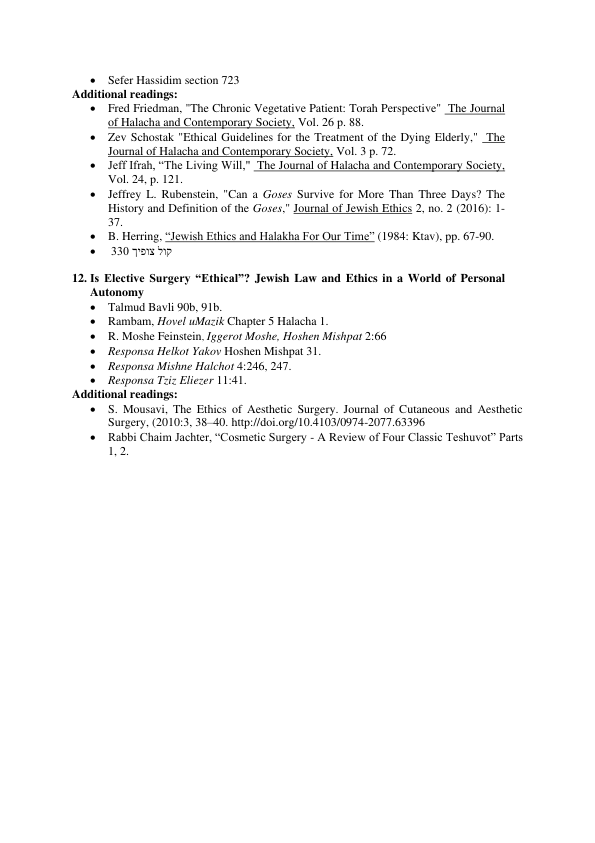 • Sefer Hassidim section 723
Additional readings:
• Fred Friedman, "The Chronic Vegetative Patient: Torah Perspective" The Journal
of Halacha and Contemporary Society, Vol. 26 p. 88.
• Zev Schostak "Ethical Guidelines for the Treatment of the Dying Elderly," The
Journal of Halacha and Contemporary Society, Vol. 3 p. 72.
• Jeff Ifrah, “The Living Will," The Journal of Halacha and Contemporary Society,
Vol. 24, p. 121.
• Jeffrey L. Rubenstein, "Can a Goses Survive for More Than Three Days? The
History and Definition of the Goses," Journal of Jewish Ethics 2, no. 2 (2016): 1-
37.
• B. Herring, “Jewish Ethics and Halakha For Our Time” (1984: Ktav), pp. 67-90.
• קול צופיך 330
12. Is Elective Surgery “Ethical”? Jewish Law and Ethics in a World of Personal
Autonomy
• Talmud Bavli 90b, 91b.
• Rambam, Hovel uMazik Chapter 5 Halacha 1.
• R. Moshe Feinstein, Iggerot Moshe, Hoshen Mishpat 2:66
• Responsa Helkot Yakov Hoshen Mishpat 31.
• Responsa Mishne Halchot 4:246, 247.
• Responsa Tziz Eliezer 11:41.
Additional readings:
• S. Mousavi, The Ethics of Aesthetic Surgery. Journal of Cutaneous and Aesthetic
Surgery, (2010:3, 38–40. http://doi.org/10.4103/0974-2077.63396
• Rabbi Chaim Jachter, “Cosmetic Surgery - A Review of Four Classic Teshuvot” Parts
1, 2.